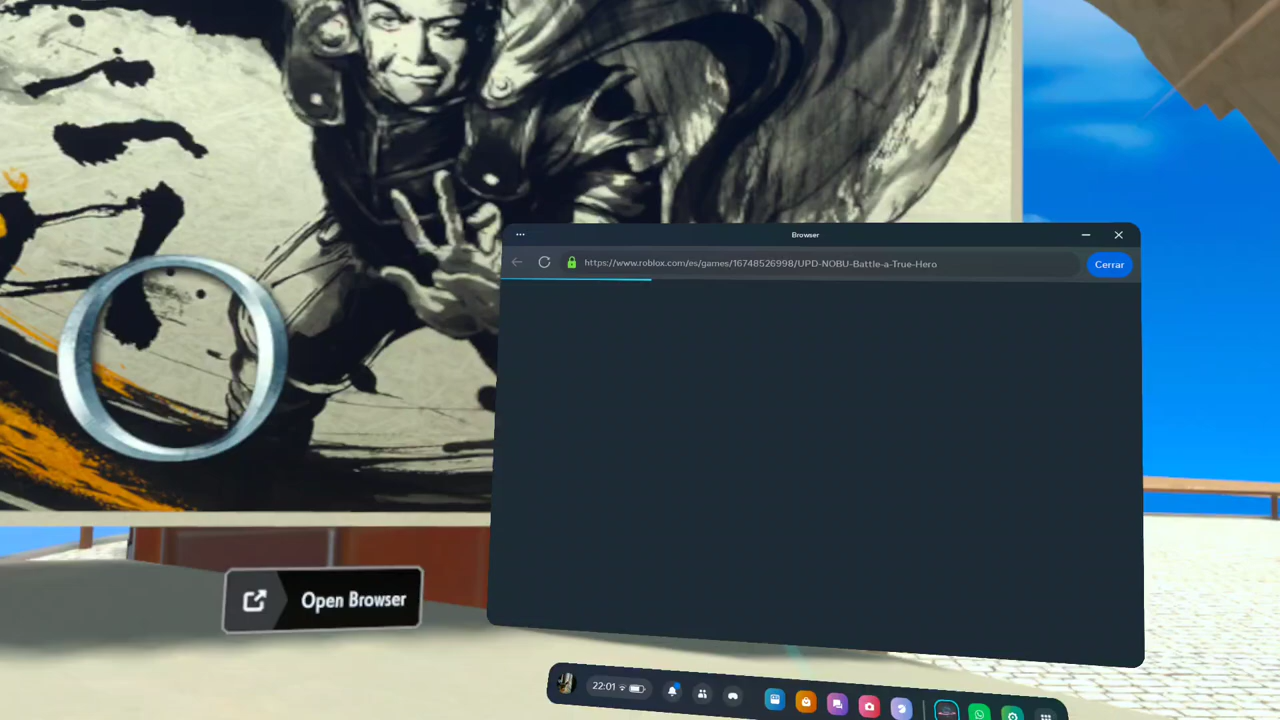 Browser
https://www.roblox.com/es/games/16748526998/UPD-NOBU-Battle-a-True-Hero
Cerrar
O
Open Browser
22:01